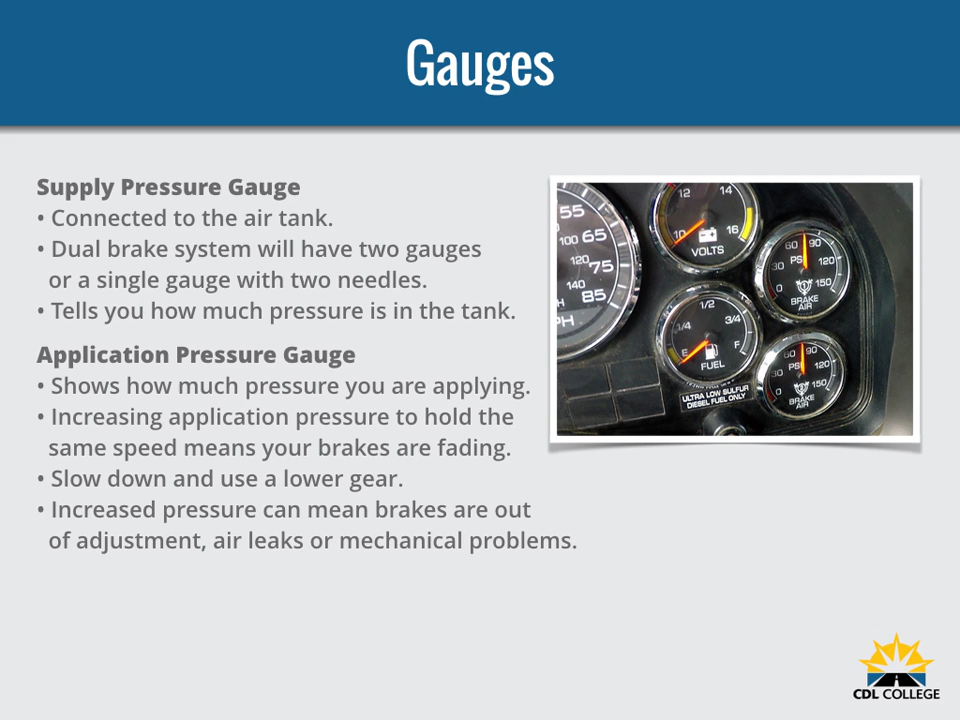 Gauges
Supply Pressure Gauge
• Connected to the air tank.
• Dual brake system will have two gauges
or a single gauge with two needles.
• Tells you how much pressure is in the tank.
Application Pressure Gauge
• Shows how much pressure you are applying.
• Increasing application pressure to hold the
same speed means your brakes are fading.
• Slow down and use a lower gear.
• Increased pressure can mean brakes are out
of adjustment, air leaks or mechanical problems.
55
100 65
120 75
140
85
PH
12 14
10 16
VOLTS
60 90
30 PSI 120
0 150
BRAKE
AIR
1/2
1/4 3/4
E F
FUEL
60 90
30 PSI 120
0 150
BRAKE
AIR
ULTRA LOW SULFUR
DIESEL FUEL ONLY
CDL COLLEGE